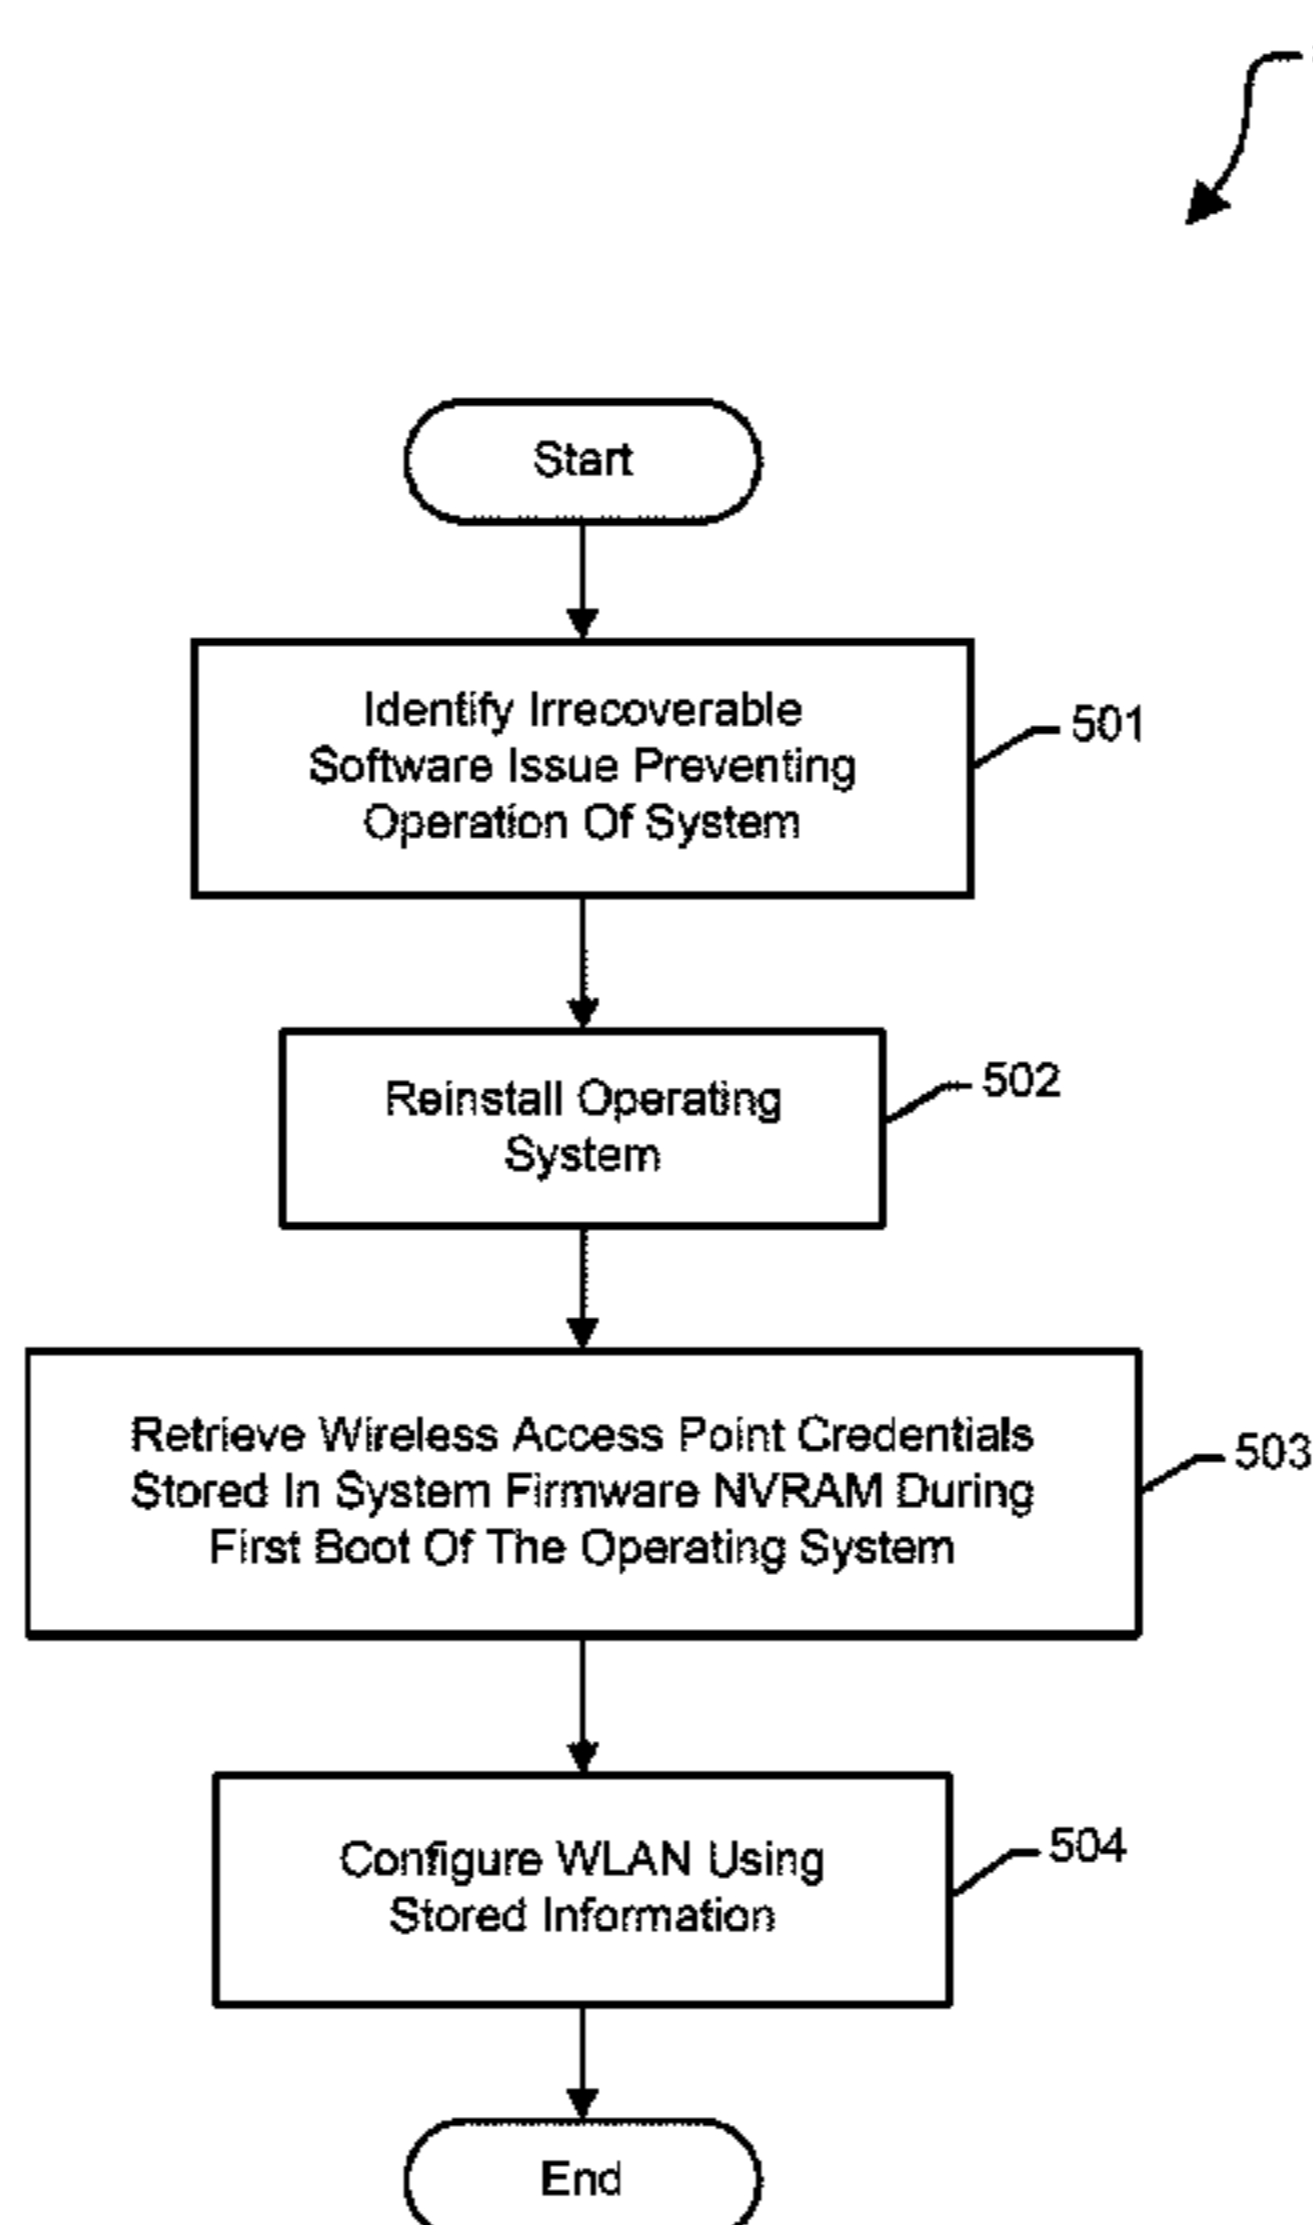 Start
Identify Irrecoverable
Software Issue Preventing
Operation Of System
501
Reinstall Operating
System
502
Retrieve Wireless Access Point Credentials
Stored In System Firmware NVRAM During
First Boot Of The Operating System
503
Configure WLAN Using
Stored Information
504
End